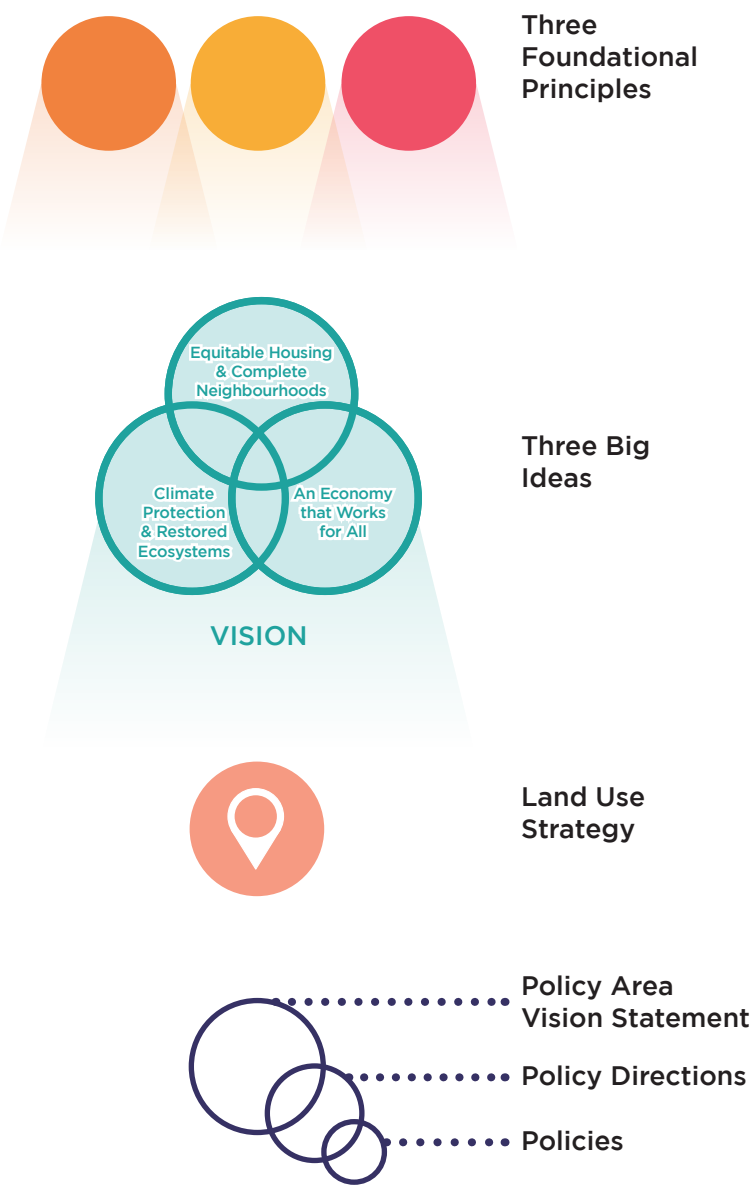 Three
Foundational
Principles
Equitable Housing
& Complete
Neighbourhoods
Climate
Protection
& Restored
Ecosystems
An Economy
that Works
for All
Three Big
Ideas
VISION
Land Use
Strategy
Policy Area
Vision Statement
Policy Directions
Policies